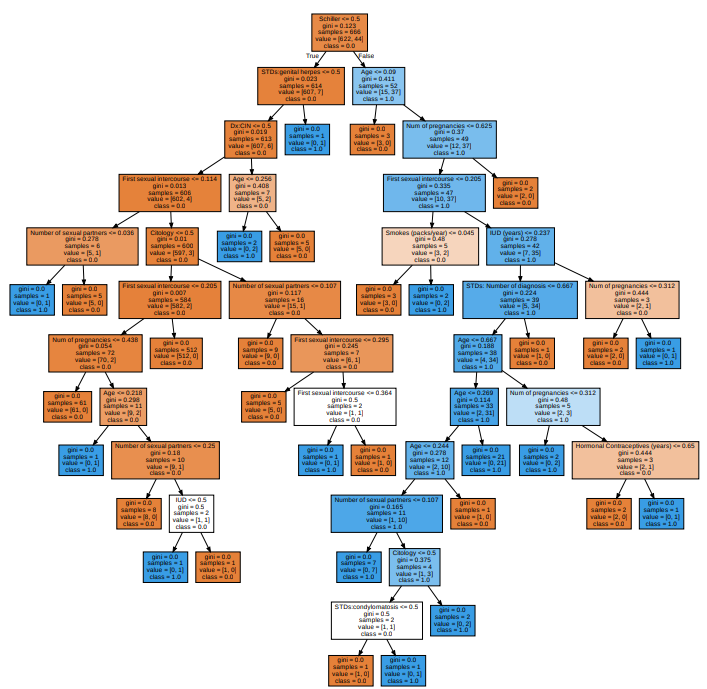 Schiller <= 0.5
gini = 0.123
samples = 666
value = [622, 44]
class = 0.0
True
False
STDs:genital herpes <= 0.5
gini = 0.023
samples = 614
value = [607, 7]
class = 0.0
Age <= 0.09
gini = 0.411
samples = 52
value = [15, 37]
class = 1.0
Dx:CIN <= 0.5
gini = 0.019
samples = 613
value = [607, 6]
class = 0.0
gini = 0.0
samples = 1
value = [0, 1]
class = 1.0
gini = 0.0
samples = 3
value = [3, 0]
class = 0.0
Num of pregnancies <= 0.625
gini = 0.37
samples = 49
value = [12, 37]
class = 1.0
First sexual intercourse <= 0.114
gini = 0.013
samples = 606
value = [602, 4]
class = 0.0
Age <= 0.256
gini = 0.408
samples = 7
value = [5, 2]
class = 0.0
First sexual intercourse <= 0.205
gini = 0.335
samples = 47
value = [10, 37]
class = 1.0
gini = 0.0
samples = 2
value = [2, 0]
class = 0.0
Number of sexual partners <= 0.036
gini = 0.278
samples = 6
value = [5, 1]
class = 0.0
Citology <= 0.5
gini = 0.01
samples = 600
value = [597, 3]
class = 0.0
gini = 0.0
samples = 2
value = [0, 2]
class = 1.0
gini = 0.0
samples = 5
value = [5, 0]
class = 0.0
Smokes (packs/year) <= 0.045
gini = 0.48
samples = 5
value = [3, 2]
class = 0.0
IUD (years) <= 0.237
gini = 0.278
samples = 42
value = [7, 35]
class = 1.0
gini = 0.0
samples = 1
value = [0, 1]
class = 1.0
gini = 0.0
samples = 5
value = [5, 0]
class = 0.0
First sexual intercourse <= 0.205
gini = 0.007
samples = 584
value = [582, 2]
class = 0.0
Number of sexual partners <= 0.107
gini = 0.117
samples = 16
value = [15, 1]
class = 0.0
gini = 0.0
samples = 3
value = [3, 0]
class = 0.0
gini = 0.0
samples = 2
value = [0, 2]
class = 1.0
STDs: Number of diagnosis <= 0.667
gini = 0.224
samples = 39
value = [5, 34]
class = 1.0
Num of pregnancies <= 0.312
gini = 0.444
samples = 3
value = [2, 1]
class = 0.0
Num of pregnancies <= 0.438
gini = 0.054
samples = 72
value = [70, 2]
class = 0.0
gini = 0.0
samples = 512
value = [512, 0]
class = 0.0
gini = 0.0
samples = 9
value = [9, 0]
class = 0.0
First sexual intercourse <= 0.295
gini = 0.245
samples = 7
value = [6, 1]
class = 0.0
Age <= 0.667
gini = 0.188
samples = 38
value = [4, 34]
class = 1.0
gini = 0.0
samples = 1
value = [1, 0]
class = 0.0
gini = 0.0
samples = 2
value = [2, 0]
class = 0.0
gini = 0.0
samples = 1
value = [0, 1]
class = 1.0
gini = 0.0
samples = 61
value = [61, 0]
class = 0.0
Age <= 0.218
gini = 0.298
samples = 11
value = [9, 2]
class = 0.0
gini = 0.0
samples = 5
value = [5, 0]
class = 0.0
First sexual intercourse <= 0.364
gini = 0.5
samples = 2
value = [1, 1]
class = 0.0
Age <= 0.269
gini = 0.114
samples = 33
value = [2, 31]
class = 1.0
Num of pregnancies <= 0.312
gini = 0.48
samples = 5
value = [2, 3]
class = 1.0
gini = 0.0
samples = 1
value = [0, 1]
class = 1.0
Number of sexual partners <= 0.25
gini = 0.18
samples = 10
value = [9, 1]
class = 0.0
gini = 0.0
samples = 1
value = [0, 1]
class = 1.0
gini = 0.0
samples = 1
value = [1, 0]
class = 0.0
Age <= 0.244
gini = 0.278
samples = 12
value = [2, 10]
class = 1.0
gini = 0.0
samples = 21
value = [0, 21]
class = 1.0
gini = 0.0
samples = 2
value = [0, 2]
class = 1.0
Hormonal Contraceptives (years) <= 0.65
gini = 0.444
samples = 3
value = [2, 1]
class = 0.0
gini = 0.0
samples = 8
value = [8, 0]
class = 0.0
IUD <= 0.5
gini = 0.5
samples = 2
value = [1, 1]
class = 0.0
Number of sexual partners <= 0.107
gini = 0.165
samples = 11
value = [1, 10]
class = 1.0
gini = 0.0
samples = 1
value = [1, 0]
class = 0.0
gini = 0.0
samples = 2
value = [2, 0]
class = 0.0
gini = 0.0
samples = 1
value = [0, 1]
class = 1.0
gini = 0.0
samples = 1
value = [0, 1]
class = 1.0
gini = 0.0
samples = 1
value = [1, 0]
class = 0.0
gini = 0.0
samples = 7
value = [0, 7]
class = 1.0
Citology <= 0.5
gini = 0.375
samples = 4
value = [1, 3]
class = 1.0
STDs:condylomatosis <= 0.5
gini = 0.5
samples = 2
value = [1, 1]
class = 0.0
gini = 0.0
samples = 2
value = [0, 2]
class = 1.0
gini = 0.0
samples = 1
value = [1, 0]
class = 0.0
gini = 0.0
samples = 1
value = [0, 1]
class = 1.0